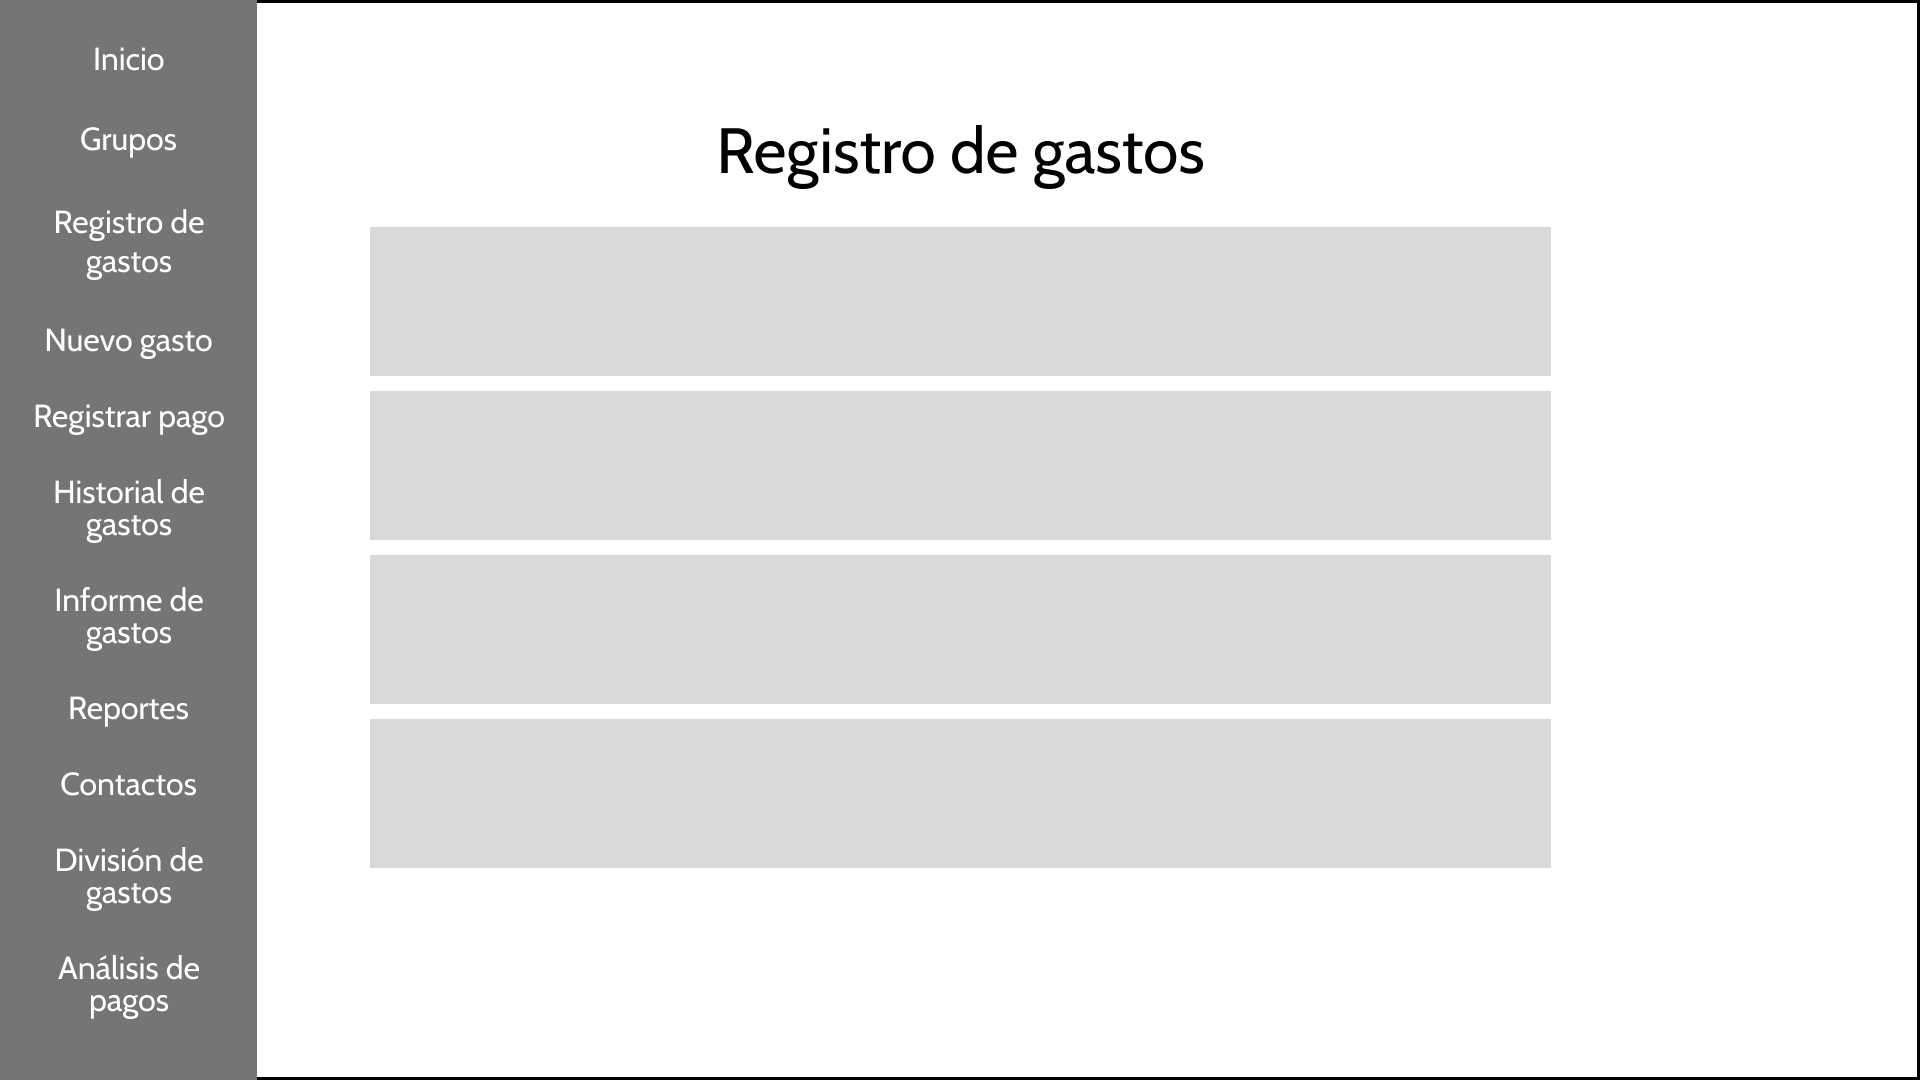 Inicio
Grupos
Registro de
gastos
Nuevo gasto
Registrar pago
Historial de
gastos
Informe de
gastos
Reportes
Contactos
División de
gastos
Análisis de
pagos
Registro de gastos